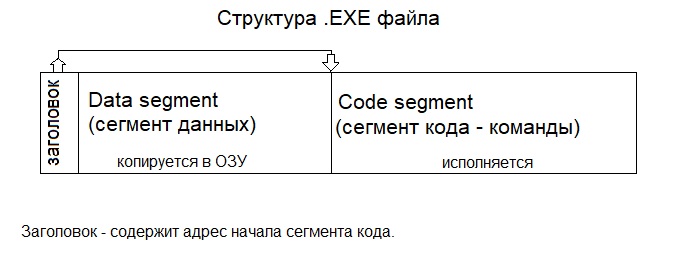 Структура .EXE файла
заголовок
Data segment
(сегмент данных)
копируется в ОЗУ
Code segment
(сегмент кода - команды)
исполняется
Заголовок - содержит адрес начала сегмента кода.